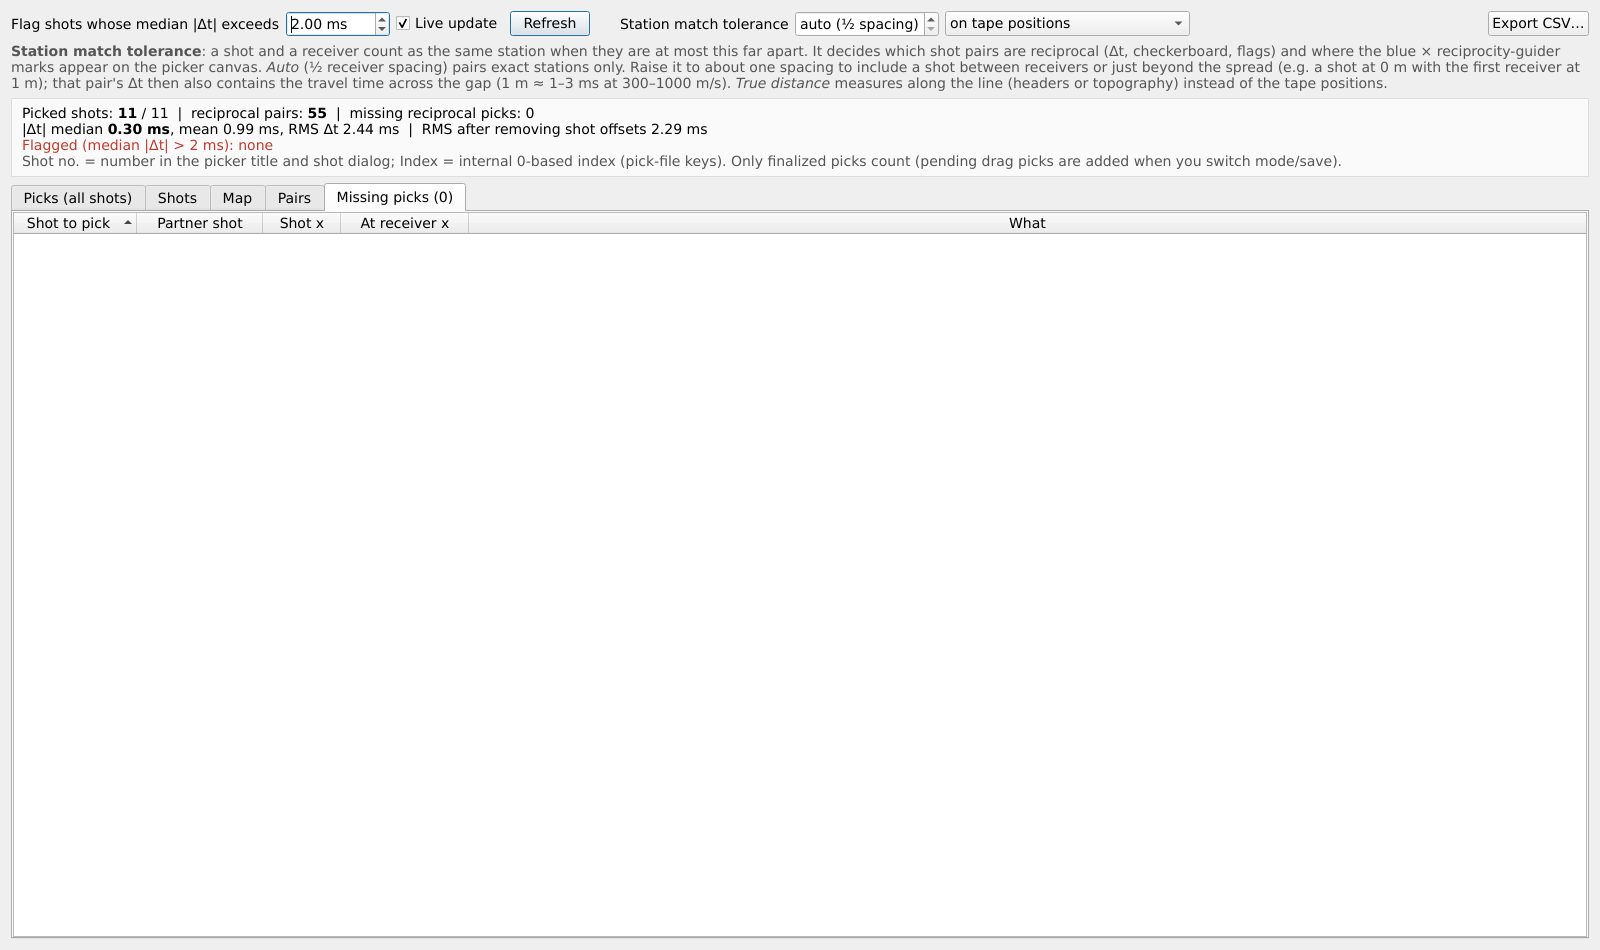 Flag shots whose median |Δt| exceeds 2.00 ms Live update Refresh Station match tolerance auto (½ spacing) on tape positions Export CSV...
Station match tolerance: a shot and a receiver count as the same station when they are at most this far apart. It decides which shot pairs are reciprocal (Δt, checkerboard, flags) and where the blue × reciprocity-guider
marks appear on the picker canvas. Auto (½ receiver spacing) pairs exact stations only. Raise it to about one spacing to include a shot between receivers or just beyond the spread (e.g. a shot at 0 m with the first receiver at
1 m); that pair's Δt then also contains the travel time across the gap (1 m ≈ 1–3 ms at 300–1000 m/s). True distance measures along the line (headers or topography) instead of the tape positions.
Picked shots: 11 / 11 | reciprocal pairs: 55 | missing reciprocal picks: 0
|Δt| median 0.30 ms, mean 0.99 ms, RMS Δt 2.44 ms | RMS after removing shot offsets 2.29 ms
Flagged (median |Δt| > 2 ms): none
Shot no. = number in the picker title and shot dialog; Index = internal 0-based index (pick-file keys). Only finalized picks count (pending drag picks are added when you switch mode/save).
Picks (all shots) Shots Map Pairs Missing picks (0)
Shot to pick Partner shot Shot x At receiver x What